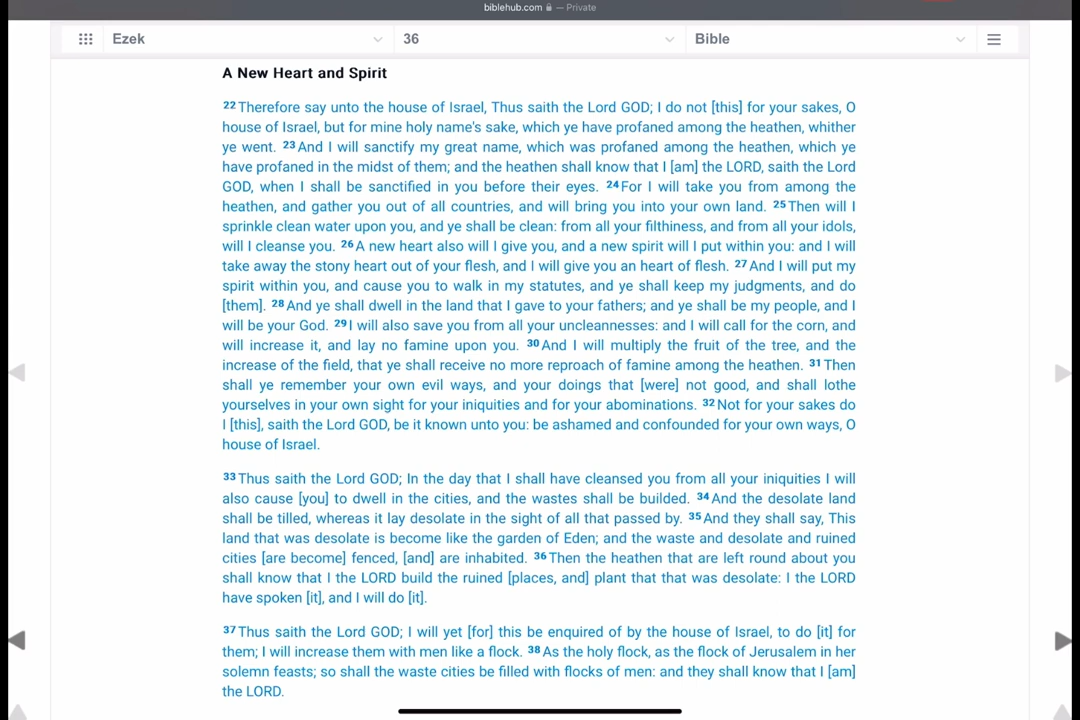 biblehub.com — Private
Ezek 36 Bible
A New Heart and Spirit
22 Therefore say unto the house of Israel, Thus saith the Lord GOD; I do not [this] for your sakes, O
house of Israel, but for mine holy name's sake, which ye have profaned among the heathen, whither
ye went. 23 And I will sanctify my great name, which was profaned among the heathen, which ye
have profaned in the midst of them; and the heathen shall know that I [am] the LORD, saith the Lord
GOD, when I shall be sanctified in you before their eyes. 24 For I will take you from among the
heathen, and gather you out of all countries, and will bring you into your own land. 25 Then will I
sprinkle clean water upon you, and ye shall be clean: from all your filthiness, and from all your idols,
will I cleanse you. 26 A new heart also will I give you, and a new spirit will I put within you: and I will
take away the stony heart out of your flesh, and I will give you an heart of flesh. 27 And I will put my
spirit within you, and cause you to walk in my statutes, and ye shall keep my judgments, and do
[them]. 28 And ye shall dwell in the land that I gave to your fathers; and ye shall be my people, and I
will be your God. 29 I will also save you from all your uncleannesses: and I will call for the corn, and
will increase it, and lay no famine upon you. 30 And I will multiply the fruit of the tree, and the
increase of the field, that ye shall receive no more reproach of famine among the heathen. 31 Then
shall ye remember your own evil ways, and your doings that [were] not good, and shall lothe
yourselves in your own sight for your iniquities and for your abominations. 32 Not for your sakes do
I [this], saith the Lord GOD, be it known unto you: be ashamed and confounded for your own ways, O
house of Israel.
33 Thus saith the Lord GOD; In the day that I shall have cleansed you from all your iniquities I will
also cause [you] to dwell in the cities, and the wastes shall be builded. 34 And the desolate land
shall be tilled, whereas it lay desolate in the sight of all that passed by. 35 And they shall say, This
land that was desolate is become like the garden of Eden; and the waste and desolate and ruined
cities [are become] fenced, [and] are inhabited. 36 Then the heathen that are left round about you
shall know that I the LORD build the ruined [places, and] plant that that was desolate: I the LORD
have spoken [it], and I will do [it].
37 Thus saith the Lord GOD; I will yet [for] this be enquired of by the house of Israel, to do [it] for
them; I will increase them with men like a flock. 38 As the holy flock, as the flock of Jerusalem in her
solemn feasts; so shall the waste cities be filled with flocks of men: and they shall know that I [am]
the LORD.